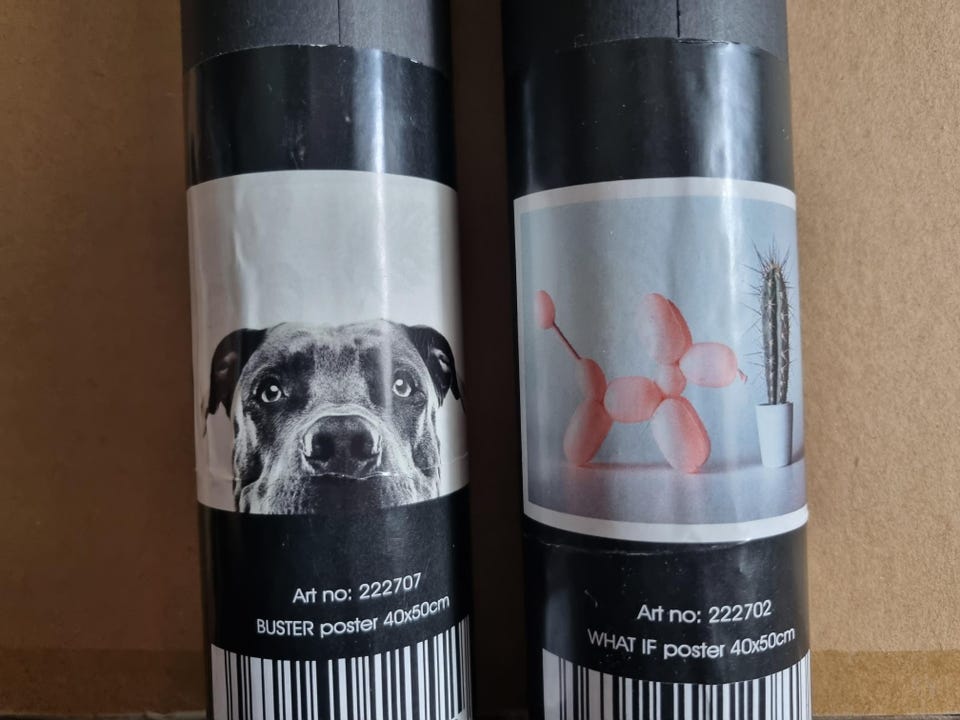 Art no: 222707
BUSTER poster 40x50cm
Art no: 222702
WHAT IF poster 40x50cm